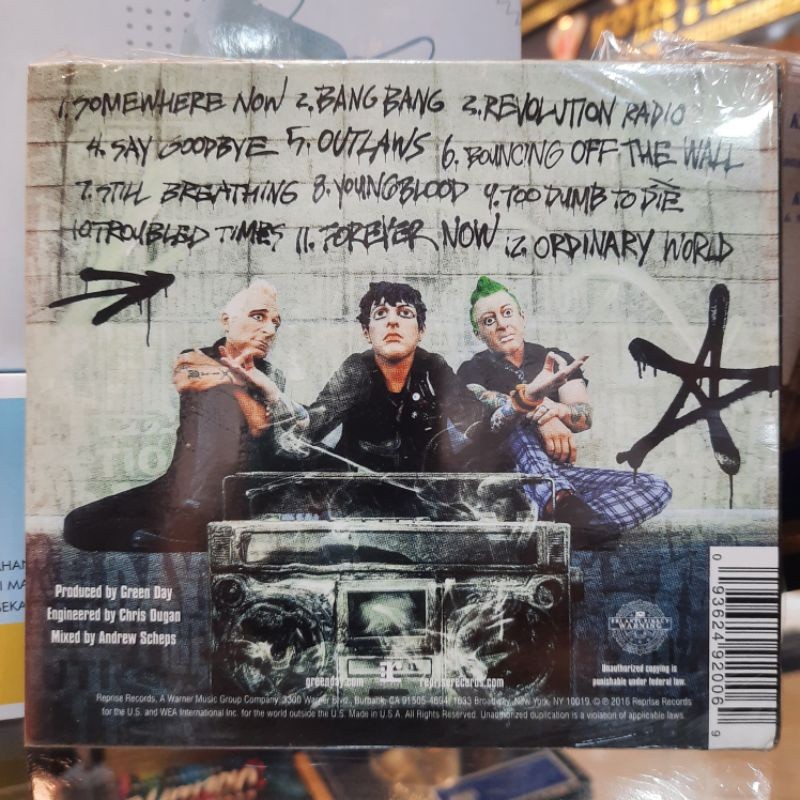 1. SOMEWHERE NOW 2. BANG BANG 3. REVOLUTION RADIO
4. SAY GOODBYE 5. OUTLAWS 6. BOUNCING OFF THE WALL
7. STILL BREATHING 8. YOUNGBLOOD 9. TOO DUMB TO DIE
10 TROUBLED TIMES 11. FOREVER NOW 12. ORDINARY WORLD
Produced by Green Day
Engineered by Chris Dugan
Mixed by Andrew Scheps
greenday.com
repriserecords.com
Unauthorized copying is
punishable under federal law.
Reprise Records, A Warner Music Group Company, 3300 Warner Blvd., Burbank, CA 91505-4694, 1633 Broadway, New York, NY 10019. © ℗ 2016 Reprise Records
for the U.S. and WEA International Inc. for the world outside the U.S. Made in U.S.A. All Rights Reserved. Unauthorized duplication is a violation of applicable laws.
0 93624 92006 9